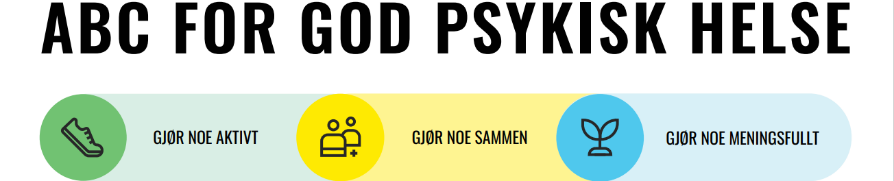 ABC FOR GOD PSYKISK HELSE
GJØR NOE AKTIVT
GJØR NOE SAMMEN
GJØR NOE MENINGSFULLT